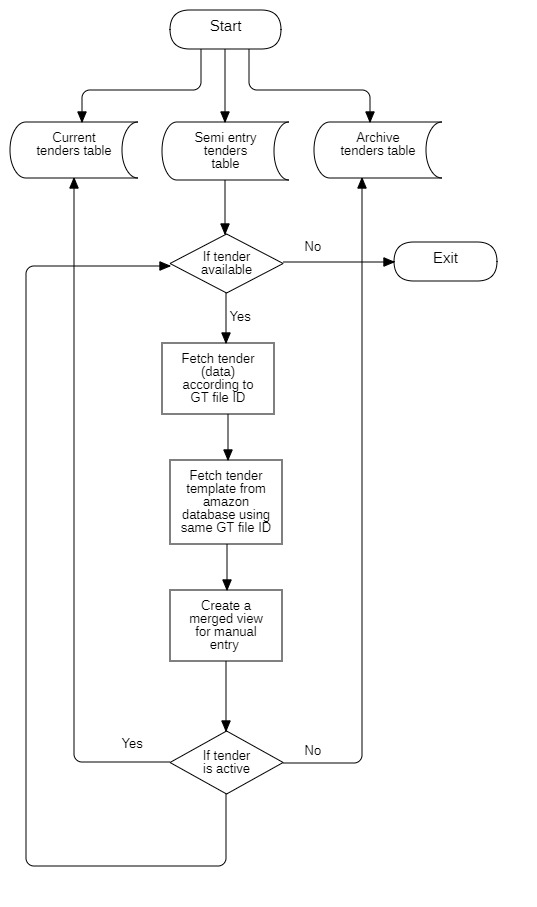 Start
Current
tenders table
Semi entry
tenders
table
Archive
tenders table
If tender
available
No
Exit
Yes
Fetch tender
(data)
according to
GT file ID
Fetch tender
template from
amazon
database using
same GT file ID
Create a
merged view
for manual
entry
Yes
If tender
is active
No